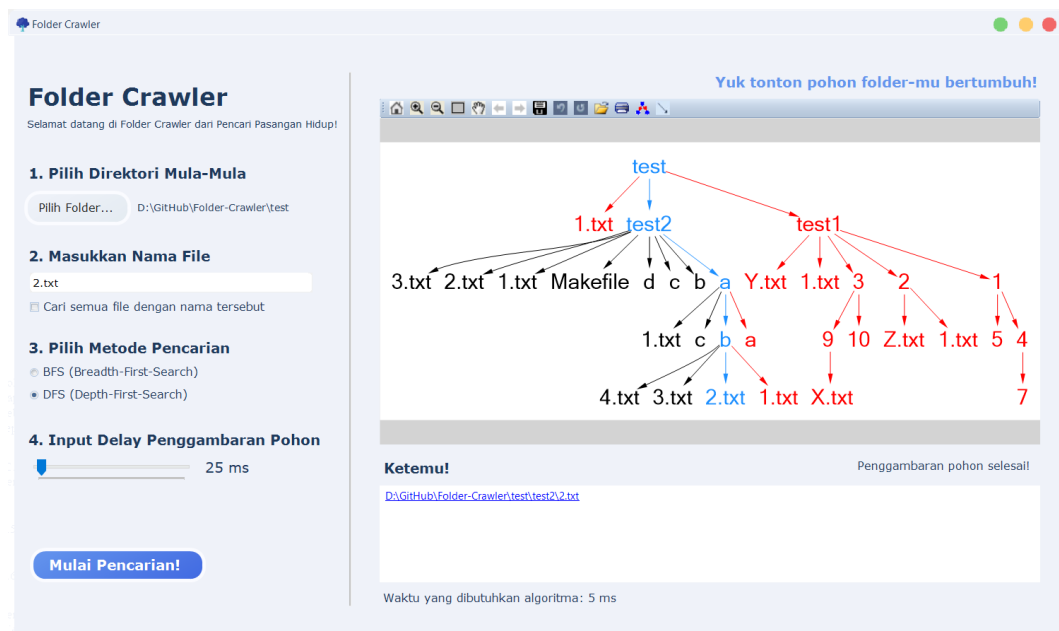 Folder Crawler
Folder Crawler
Selamat datang di Folder Crawler dari Pencari Pasangan Hidup!
1. Pilih Direktori Mula-Mula
Pilih Folder... D:\GitHub\Folder-Crawler\test
2. Masukkan Nama File
2.txt
Cari semua file dengan nama tersebut
3. Pilih Metode Pencarian
BFS (Breadth-First-Search)
DFS (Depth-First-Search)
4. Input Delay Penggambaran Pohon
25 ms
Mulai Pencarian!
Yuk tonton pohon folder-mu bertumbuh!
test
1.txt test2 test1
3.txt 2.txt 1.txt Makefile d c b a Y.txt 1.txt 3 2 1
1.txt c b a 9 10 Z.txt 1.txt 5 4
4.txt 3.txt 2.txt 1.txt X.txt 7
Ketemu! Penggambaran pohon selesai!
D:\GitHub\Folder-Crawler\test\test2\2.txt
Waktu yang dibutuhkan algoritma: 5 ms